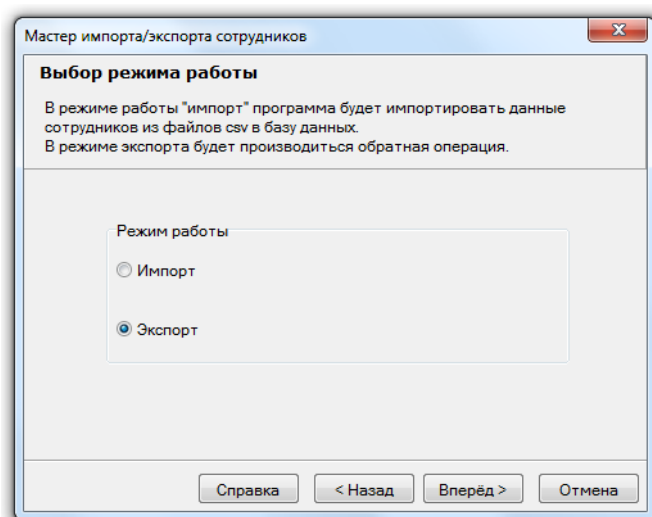 Мастер импорта/экспорта сотрудников
Выбор режима работы
В режиме работы "импорт" программа будет импортировать данные
сотрудников из файлов csv в базу данных.
В режиме экспорта будет производиться обратная операция.
Режим работы
Импорт
Экспорт
Справка
< Назад
Вперёд >
Отмена